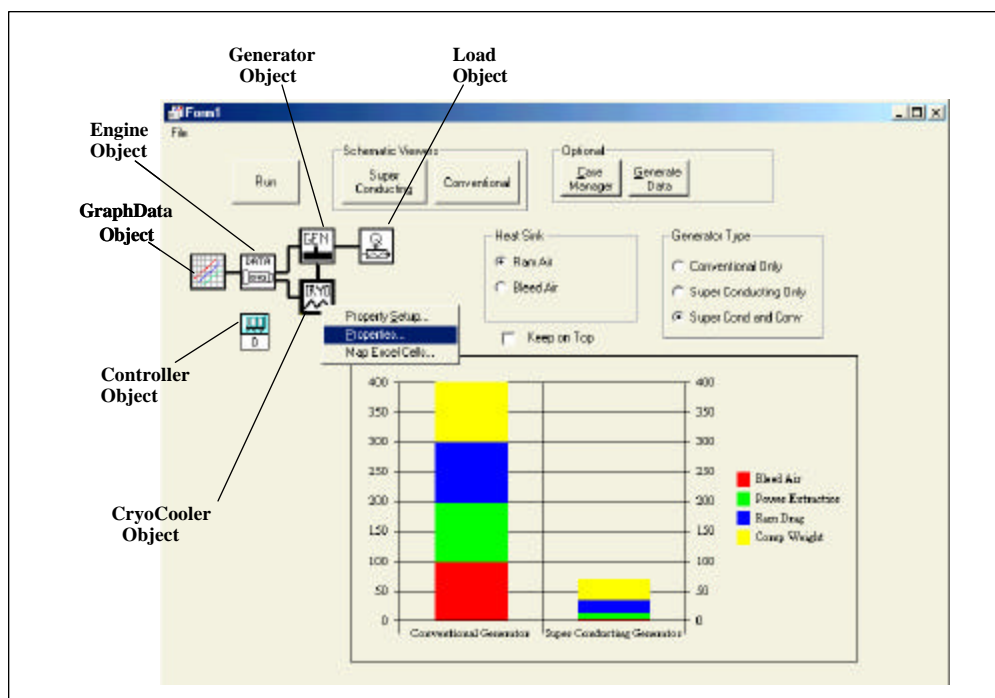 Generator
Object
Load
Object
Engine
Object
GraphData
Object
Controller
Object
CryoCooler
Object
Form1
File
Run
Schematic Viewers
Super
Conducting
Conventional
Optional
Case
Manager
Generate
Data
GEN
Q
DATA
CRYO
0
Heat Sink
Ram Air
Bleed Air
Generator Type
Conventional Only
Super Conducting Only
Super Cond and Conv
Keep on Top
Property Setup...
Properties...
Map Excel Cells...
400
350
300
250
200
150
100
50
0
400
350
300
250
200
150
100
50
0
Conventional Generator
Super Conducting Generator
Bleed Air
Power Extraction
Ram Drag
Comp Weight